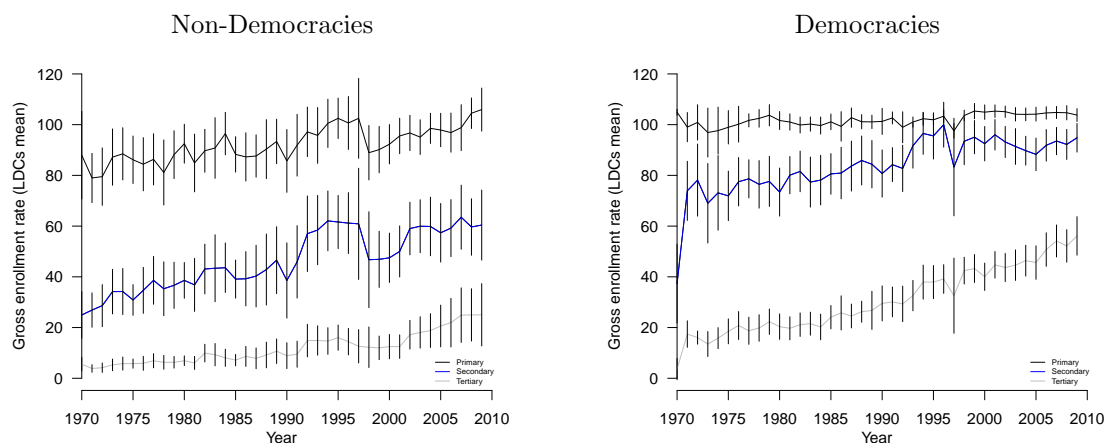 Non-Democracies
Gross enrollment rate (LDCs mean)
120
100
80
60
40
20
0
Primary
Secondary
Tertiary
1970 1975 1980 1985 1990 1995 2000 2005 2010
Year
Democracies
Gross enrollment rate (LDCs mean)
120
100
80
60
40
20
0
Primary
Secondary
Tertiary
1970 1975 1980 1985 1990 1995 2000 2005 2010
Year